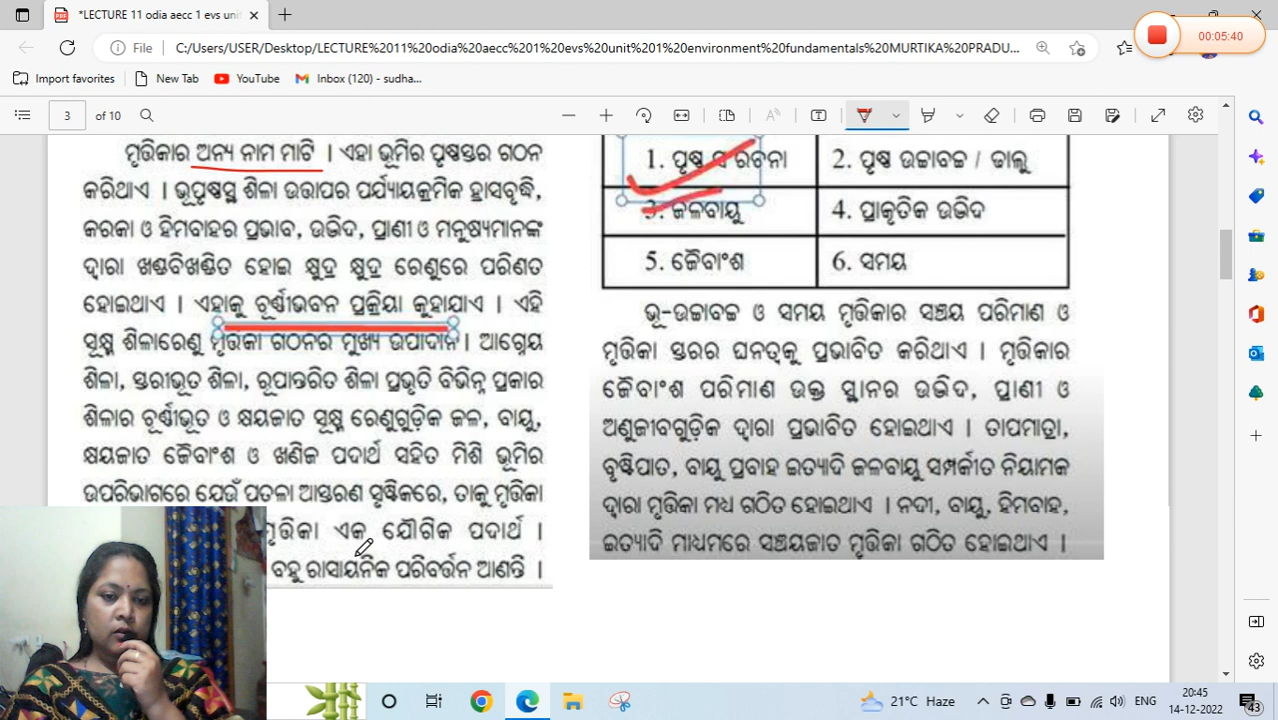 *LECTURE 11 odia aecc 1 evs unit
00:05:40
File C:/Users/USER/Desktop/LECTURE%2011%20odia%20aecc%201%20evs%20unit%201%20environment%20fundamentals%20MURTIKA%20PRADU...
Import favorites New Tab YouTube Inbox (120) - sudha...
3 of 10
ମୃତ୍ତିକାର ଅନ୍ୟ ନାମ ମାଟି । ଏହା ଭୂମିର ପୃଷ୍ଠସ୍ତର ଗଠନ
କରିଥାଏ । ଭୂପୃଷ୍ଠସ୍ଥ ଶିଳା ଉତ୍ତାପର ପର୍ଯ୍ୟାୟକ୍ରମିକ ହ୍ରାସବୃଦ୍ଧି,
କରକା ଓ ହିମବାହର ପ୍ରଭାବ, ଉଦ୍ଭିଦ, ପ୍ରାଣୀ ଓ ମନୁଷ୍ୟମାନଙ୍କ
ଦ୍ୱାରା ଖଣ୍ଡବିଖଣ୍ଡିତ ହୋଇ କ୍ଷୁଦ୍ର କ୍ଷୁଦ୍ର ରେଣୁରେ ପରିଣତ
ହୋଇଥାଏ । ଏହାକୁ ଚୂର୍ଣ୍ଣୀଭବନ ପ୍ରକ୍ରିୟା କୁହାଯାଏ । ଏହି
ସୂକ୍ଷ୍ମ ଶିଳାରେଣୁ ମୃତ୍ତିକା ଗଠନର ମୁଖ୍ୟ ଉପାଦାନ। ଆଗ୍ନେୟ
ଶିଳା, ସ୍ତରୀଭୂତ ଶିଳା, ରୂପାନ୍ତରିତ ଶିଳା ପ୍ରଭୃତି ବିଭିନ୍ନ ପ୍ରକାର
ଶିଳାର ଚୂର୍ଣ୍ଣୀଭୂତ ଓ କ୍ଷୟଜାତ ସୂକ୍ଷ୍ମ ରେଣୁଗୁଡ଼ିକ ଜଳ, ବାୟୁ,
କ୍ଷୟଜାତ ଜୈବାଂଶ ଓ ଖଣିଜ ପଦାର୍ଥ ସହିତ ମିଶି ଭୂମିର
ଉପରିଭାଗରେ ଯେଉଁ ପତଳା ଆସ୍ତରଣ ସୃଷ୍ଟିକରେ, ତାକୁ ମୃତ୍ତିକା
ମୃତ୍ତିକା ଏକ ଯୌଗିକ ପଦାର୍ଥ ।
ବହୁ ରାସାୟନିକ ପରିବର୍ତ୍ତନ ଆଣନ୍ତି ।
1. ପୃଷ୍ଠ ସଂରଚନା 2. ପୃଷ୍ଠ ଉଚ୍ଚାବଚ୍ଚ / ଢାଲୁ
3. ଜଳବାୟୁ 4. ପ୍ରାକୃତିକ ଉଦ୍ଭିଦ
5. ଜୈବାଂଶ 6. ସମୟ
ଭୂ-ଉଚ୍ଚାବଚ୍ଚ ଓ ସମୟ ମୃତ୍ତିକାର ସଞ୍ଚୟ ପରିମାଣ ଓ
ମୃତ୍ତିକା ସ୍ତରର ଘନତ୍ୱକୁ ପ୍ରଭାବିତ କରିଥାଏ । ମୃତ୍ତିକାର
ଜୈବାଂଶ ପରିମାଣ ଉକ୍ତ ସ୍ଥାନର ଉଦ୍ଭିଦ, ପ୍ରାଣୀ ଓ
ଅଣୁଜୀବଗୁଡ଼ିକ ଦ୍ୱାରା ପ୍ରଭାବିତ ହୋଇଥାଏ । ତାପମାତ୍ରା,
ବୃଷ୍ଟିପାତ, ବାୟୁ ପ୍ରବାହ ଇତ୍ୟାଦି ଜଳବାୟୁ ସମ୍ପର୍କୀତ ନିୟାମକ
ଦ୍ୱାରା ମୃତ୍ତିକା ମଧ୍ୟ ଗଠିତ ହୋଇଥାଏ । ନଦୀ, ବାୟୁ, ହିମବାହ,
ଇତ୍ୟାଦି ମାଧ୍ୟମରେ ସଞ୍ଚୟଜାତ ମୃତ୍ତିକା ଗଠିତ ହୋଇଥାଏ ।
21°C Haze ENG 20:45
14-12-2022 43